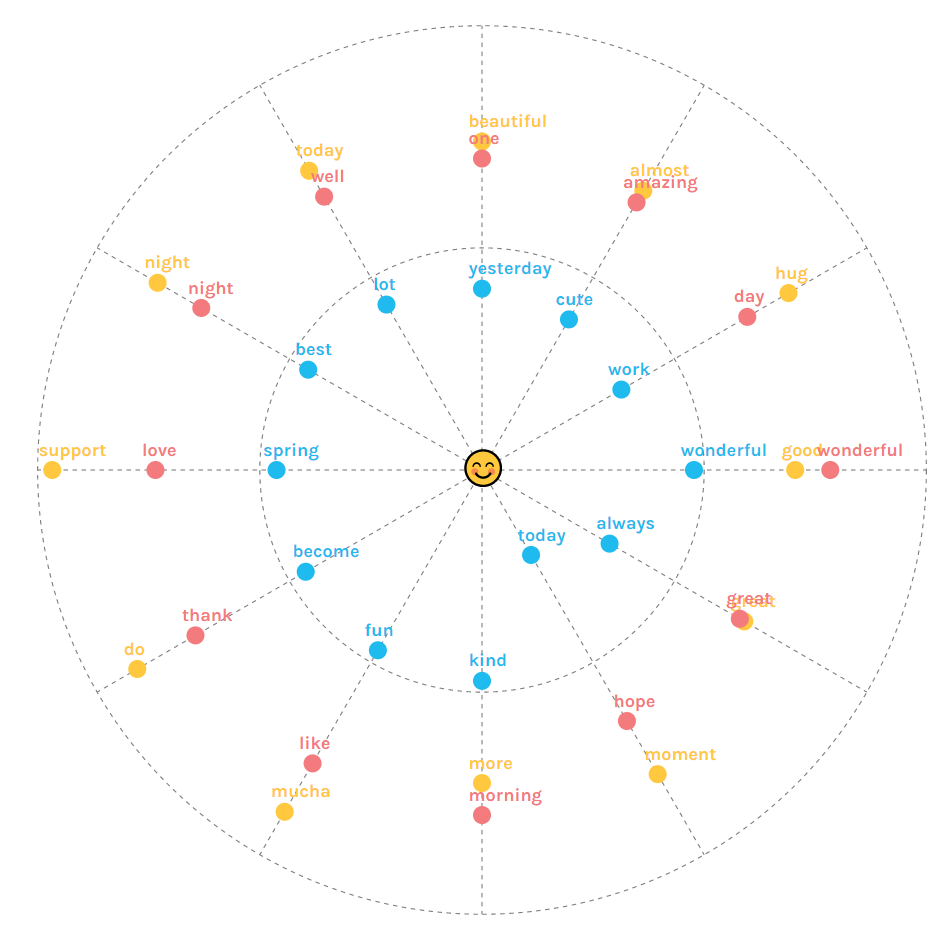 beautiful
one
today
almost
well
amazing
night
hug
yesterday
lot
night
day
cute
best
work
support
love
spring
wonderful
good
wonderful
always
today
become
great
great
thank
fun
do
kind
hope
like
moment
more
mucha
morning